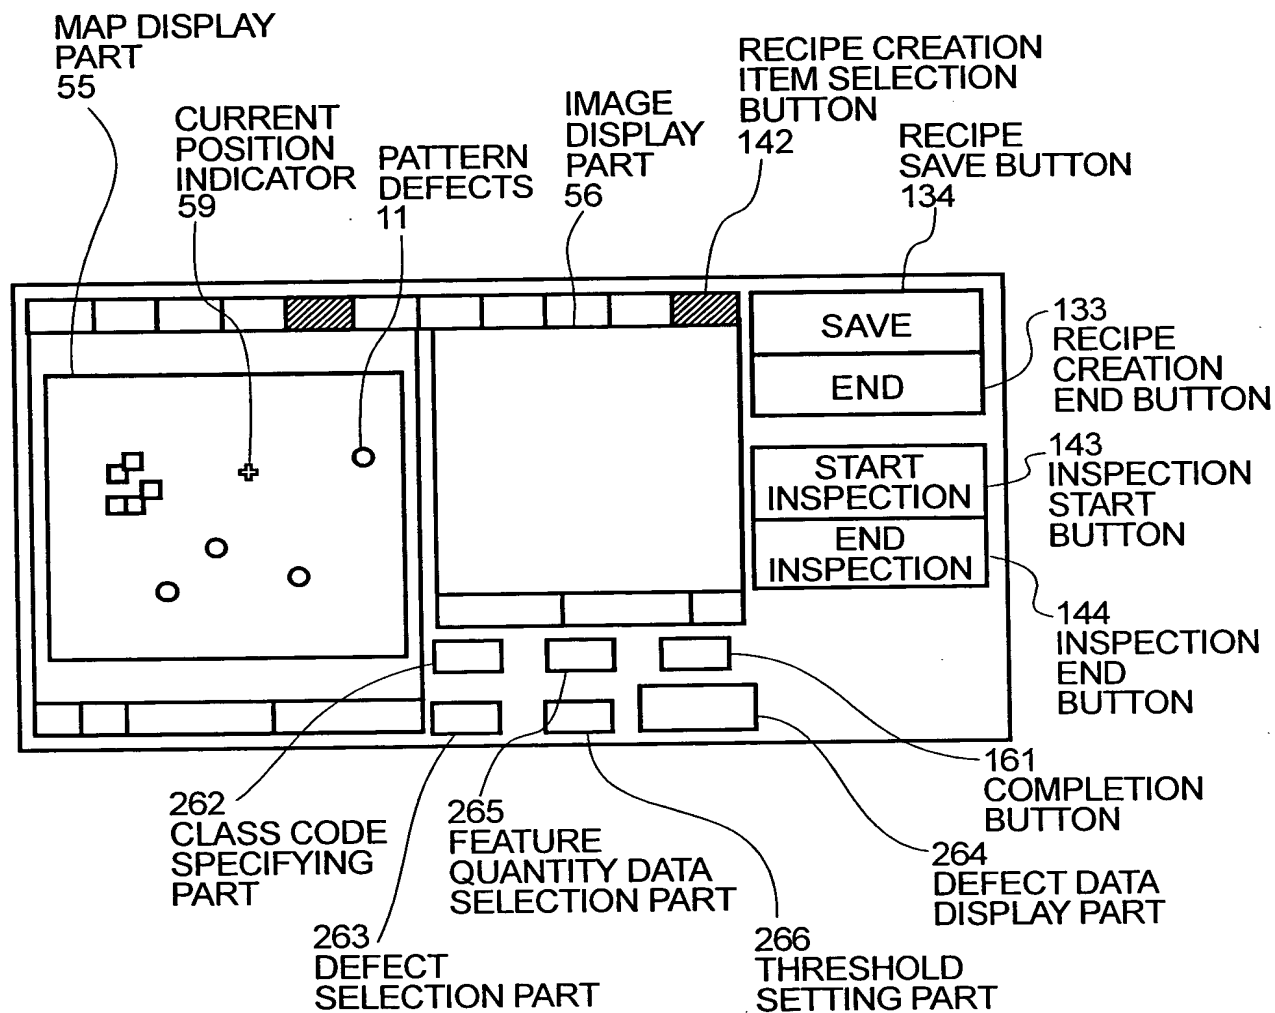 MAP DISPLAY
PART
55
CURRENT
POSITION
INDICATOR
59
PATTERN
DEFECTS
11
IMAGE
DISPLAY
PART
56
RECIPE CREATION
ITEM SELECTION
BUTTON
142
RECIPE
SAVE BUTTON
134
SAVE
END
133
RECIPE
CREATION
END BUTTON
START
INSPECTION
143
INSPECTION
START
BUTTON
END
INSPECTION
144
INSPECTION
END
BUTTON
161
COMPLETION
BUTTON
262
CLASS CODE
SPECIFYING
PART
265
FEATURE
QUANTITY DATA
SELECTION PART
264
DEFECT DATA
DISPLAY PART
263
DEFECT
SELECTION PART
266
THRESHOLD
SETTING PART